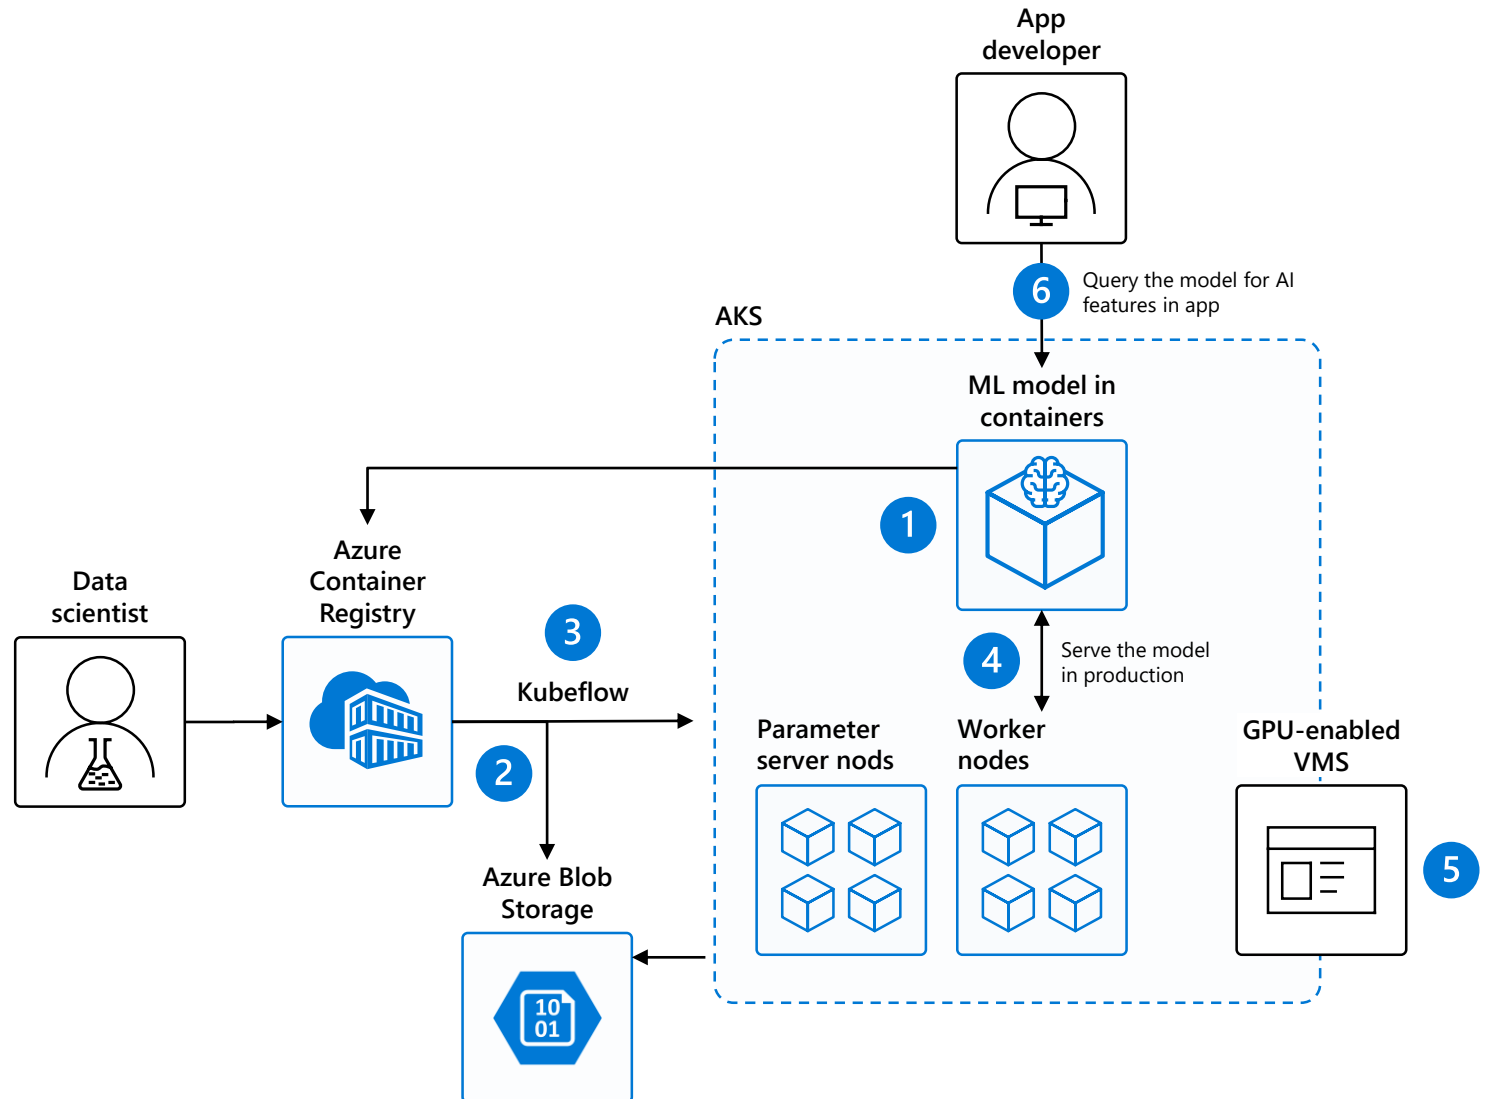 App
developer
6
Query the model for AI
features in app
AKS
ML model in
containers
1
Azure
Container
Registry
Data
scientist
3
Kubeflow
2
4
Serve the model
in production
Parameter
server nods
Worker
nodes
GPU-enabled
VMS
5
Azure Blob
Storage
10
01